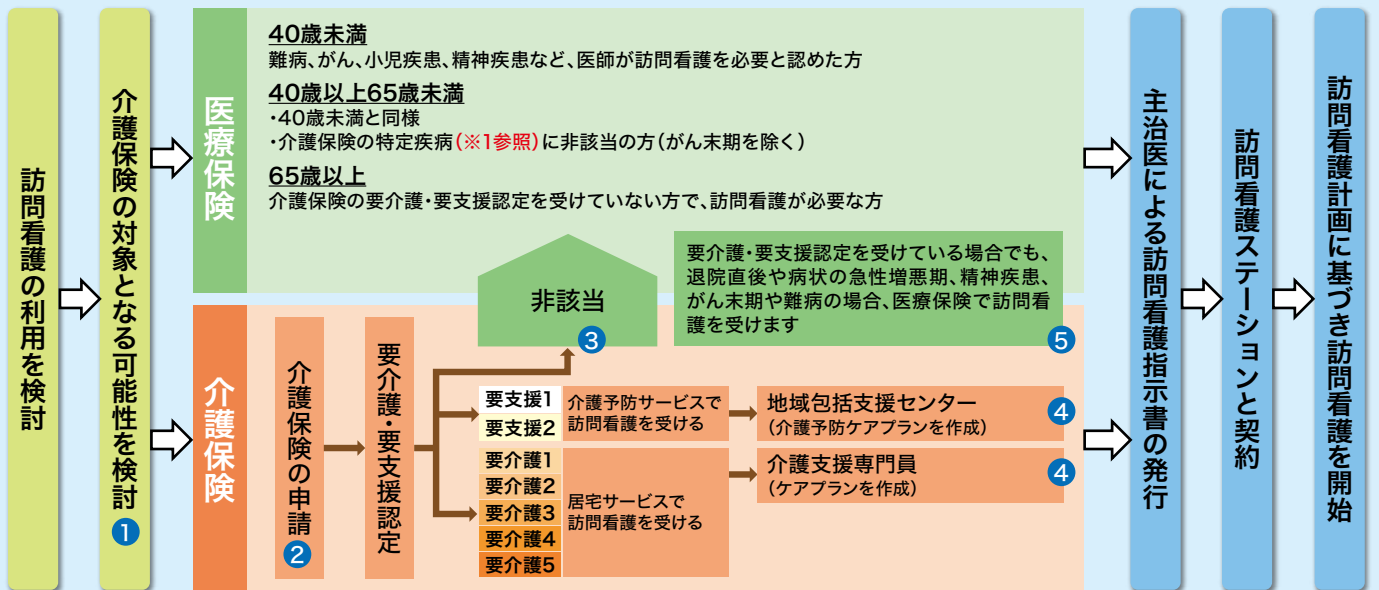 訪問看護の利用を検討
介護保険の対象となる可能性を検討
1
医療保険
40歳未満
難病、がん、小児疾患、精神疾患など、医師が訪問看護を必要と認めた方
40歳以上65歳未満
・40歳未満と同様
・介護保険の特定疾病(※1参照)に非該当の方(がん末期を除く)
65歳以上
介護保険の要介護・要支援認定を受けていない方で、訪問看護が必要な方
非該当
3
要介護・要支援認定を受けている場合でも、
退院直後や病状の急性増悪期、精神疾患、
がん末期や難病の場合、医療保険で訪問看
護を受けます
5
介護保険
介護保険の申請
2
要介護・要支援認定
要支援1
要支援2
介護予防サービスで
訪問看護を受ける
地域包括支援センター
(介護予防ケアプランを作成)
4
要介護1
要介護2
要介護3
要介護4
要介護5
居宅サービスで
訪問看護を受ける
介護支援専門員
(ケアプランを作成)
4
主治医による訪問看護指示書の発行
訪問看護ステーションと契約
訪問看護計画に基づき訪問看護を開始